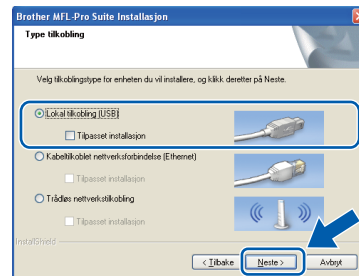 Brother MFL-Pro Suite Installasjon
Type tilkobling
Velg tilkoblingstype for enheten du vil installere, og klikk deretter på Neste.
Lokal tilkobling (USB)
Tilpasset installasjon
Kabeltilkoblet nettverksforbindelse (Ethernet)
Tilpasset installasjon
Trådløs nettverkstilkobling
Tilpasset installasjon
InstallShield
< Tilbake
Neste >
Avbryt